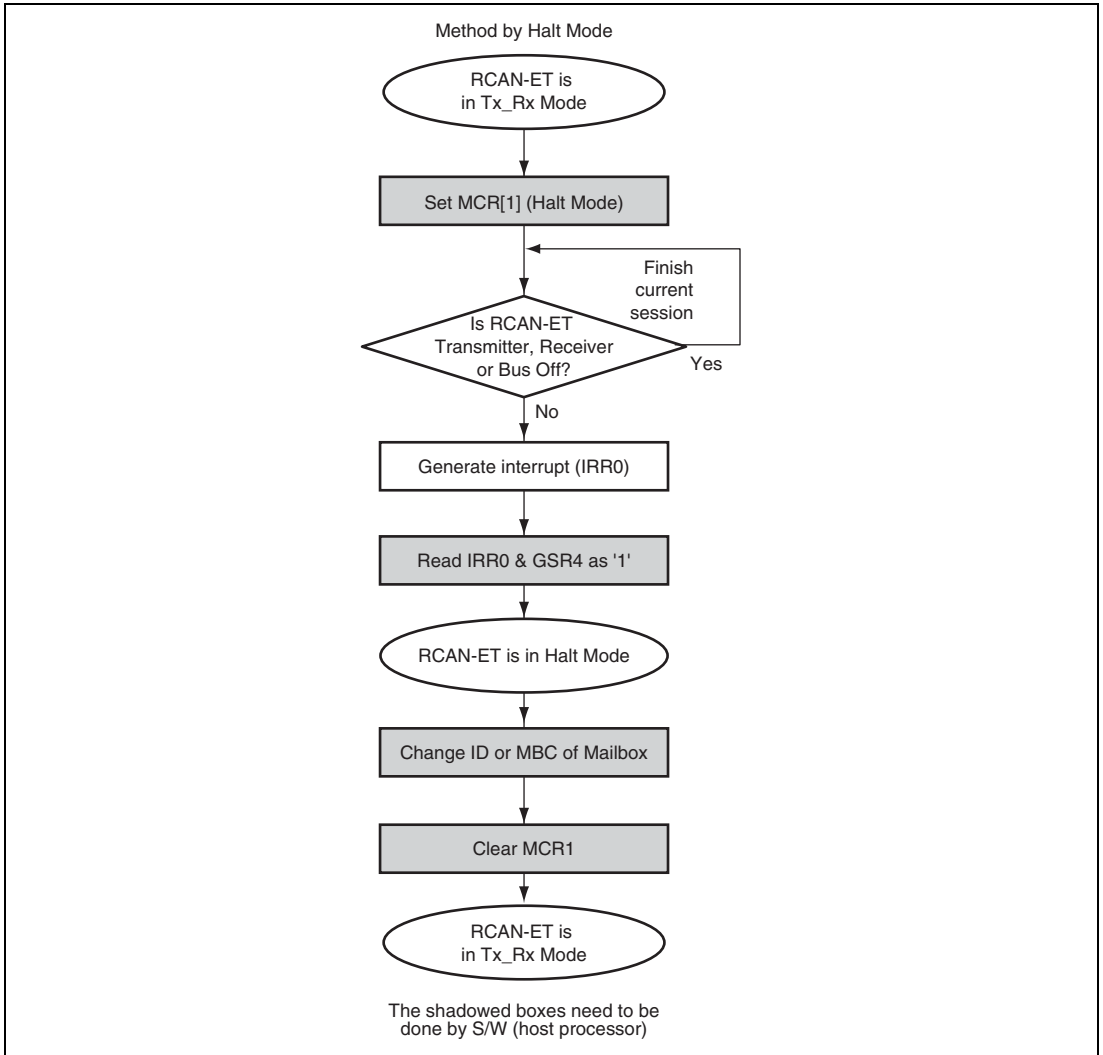 Method by Halt Mode
RCAN-ET is
in Tx_Rx Mode
Set MCR[1] (Halt Mode)
Finish
current
session
Is RCAN-ET
Transmitter, Receiver
or Bus Off?
Yes
No
Generate interrupt (IRR0)
Read IRR0 & GSR4 as '1'
RCAN-ET is in Halt Mode
Change ID or MBC of Mailbox
Clear MCR1
RCAN-ET is
in Tx_Rx Mode
The shadowed boxes need to be
done by S/W (host processor)